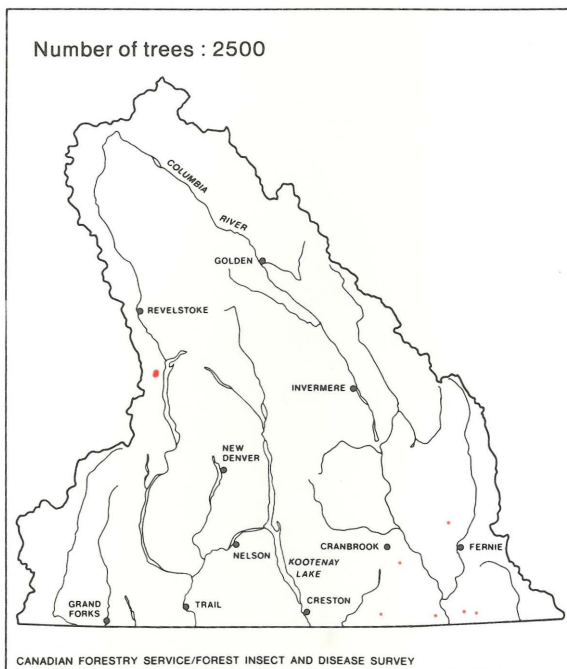 Number of trees : 2500
COLUMBIA
RIVER
GOLDEN
REVELSTOKE
INVERMERE
NEW
DENVER
NELSON
KOOTENAY
LAKE
CRANBROOK
FERNIE
GRAND
FORKS
TRAIL
CRESTON
CANADIAN FORESTRY SERVICE/FOREST INSECT AND DISEASE SURVEY